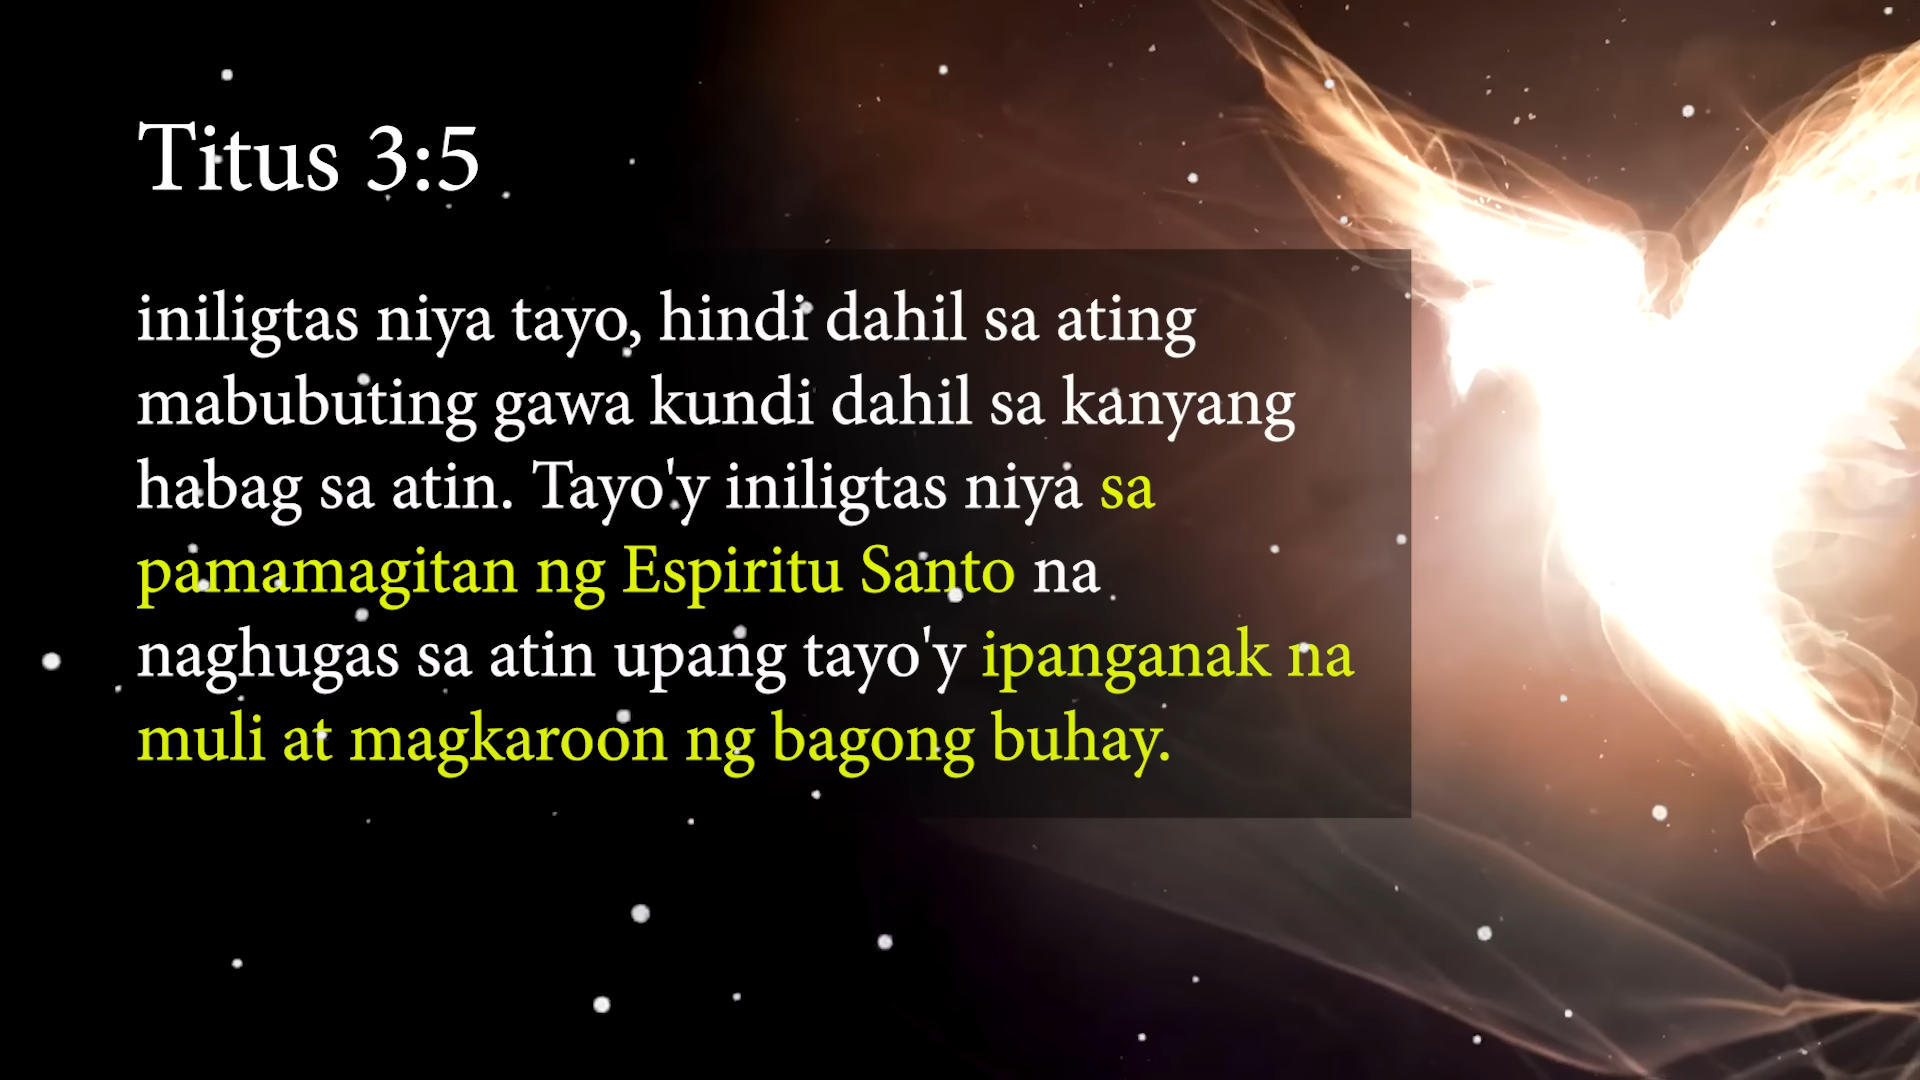 Titus 3:5
iniligtas niya tayo, hindi dahil sa ating
mabubuting gawa kundi dahil sa kanyang
habag sa atin. Tayo'y iniligtas niya sa
pamamagitan ng Espiritu Santo na
naghugas sa atin upang tayo'y ipanganak na
muli at magkaroon ng bagong buhay.